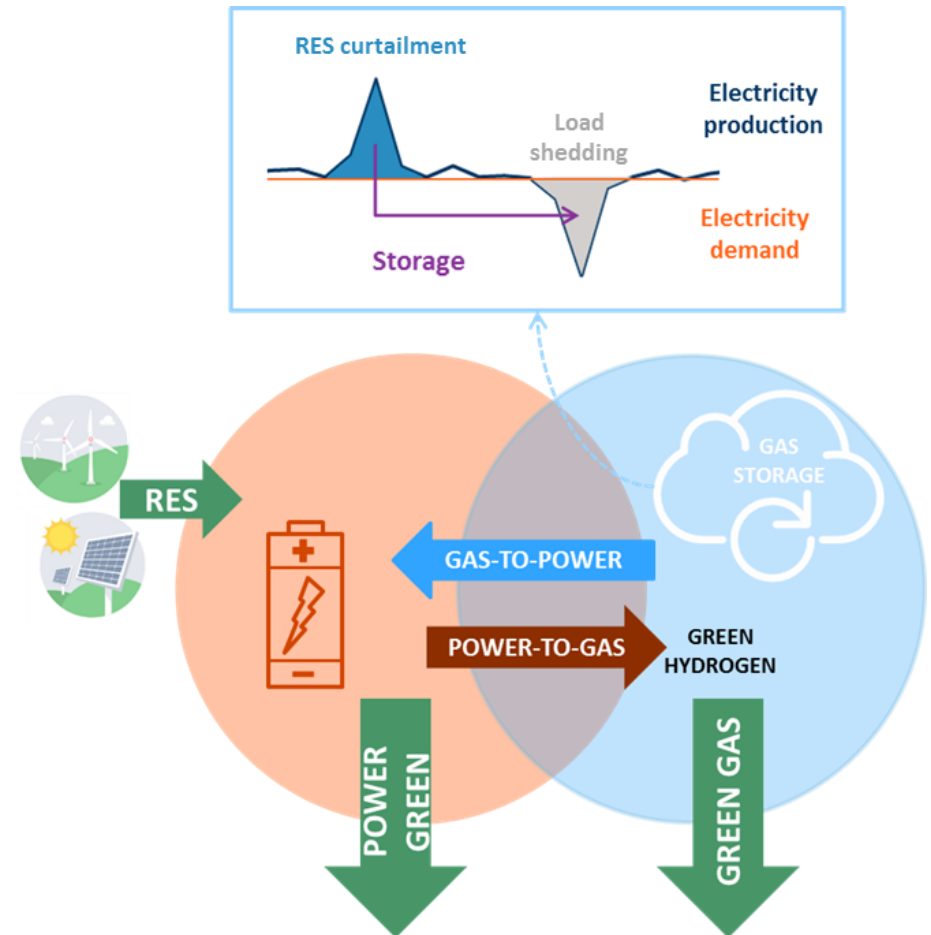 RES curtailment
Electricity
production
Load
shedding
Electricity
demand
Storage
GAS
STORAGE
RES
GAS-TO-POWER
POWER-TO-GAS
GREEN
HYDROGEN
POWER
GREEN
GREEN GAS